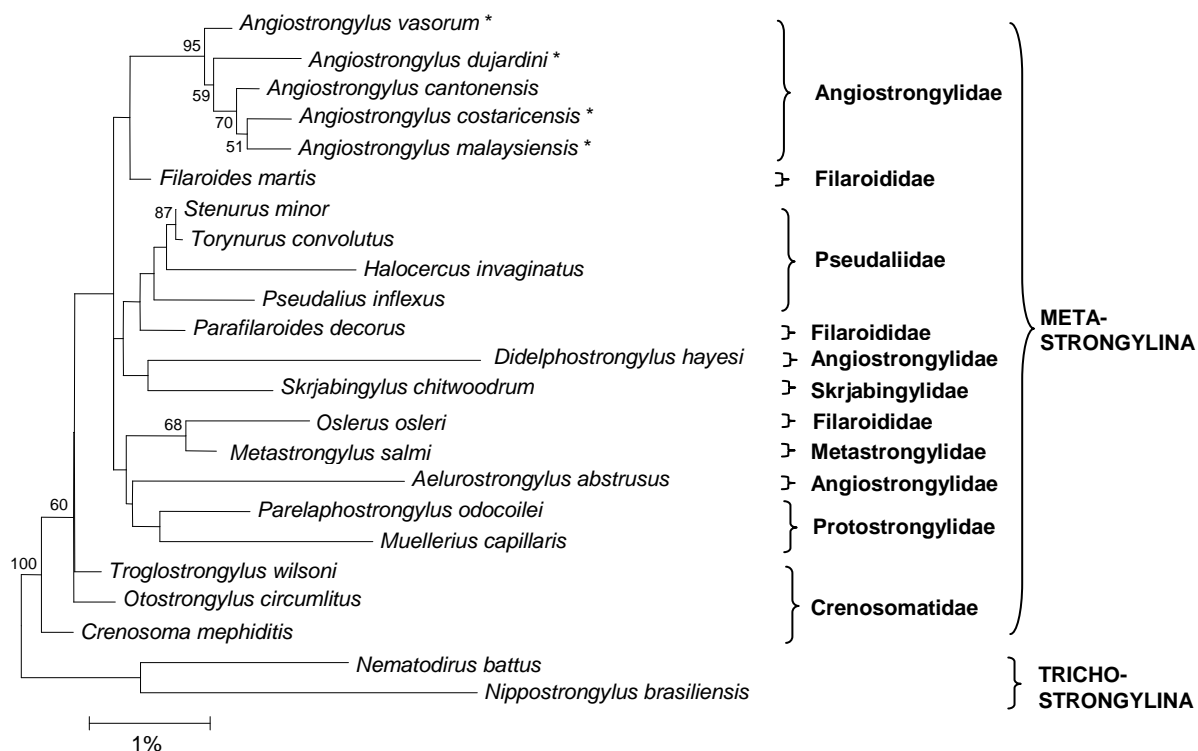 Angiostrongylus vasorum *
95
Angiostrongylus dujardini *
Angiostrongylus cantonensis
59
Angiostrongylidae
Angiostrongylus costaricensis *
70
Angiostrongylus malaysiensis *
51
Filaroides martis
Filaroididae
Stenurus minor
87
Torynurus convolutus
Pseudaliidae
Halocercus invaginatus
Pseudalius inflexus
Parafilaroides decorus
Filaroididae
META-
STRONGYLINA
Didelphostrongylus hayesi
Angiostrongylidae
Skrjabingylus chitwoodrum
Skrjabingylidae
Oslerus osleri
Filaroididae
68
Metastrongylus salmi
Metastrongylidae
Aelurostrongylus abstrusus
Angiostrongylidae
60
Parelaphostrongylus odocoilei
Protostrongylidae
Muellerius capillaris
100
Troglostrongylus wilsoni
Otostrongylus circumlitus
Crenosomatidae
Crenosoma mephiditis
Nematodirus battus
TRICHO-
STRONGYLINA
Nippostrongylus brasiliensis
1%